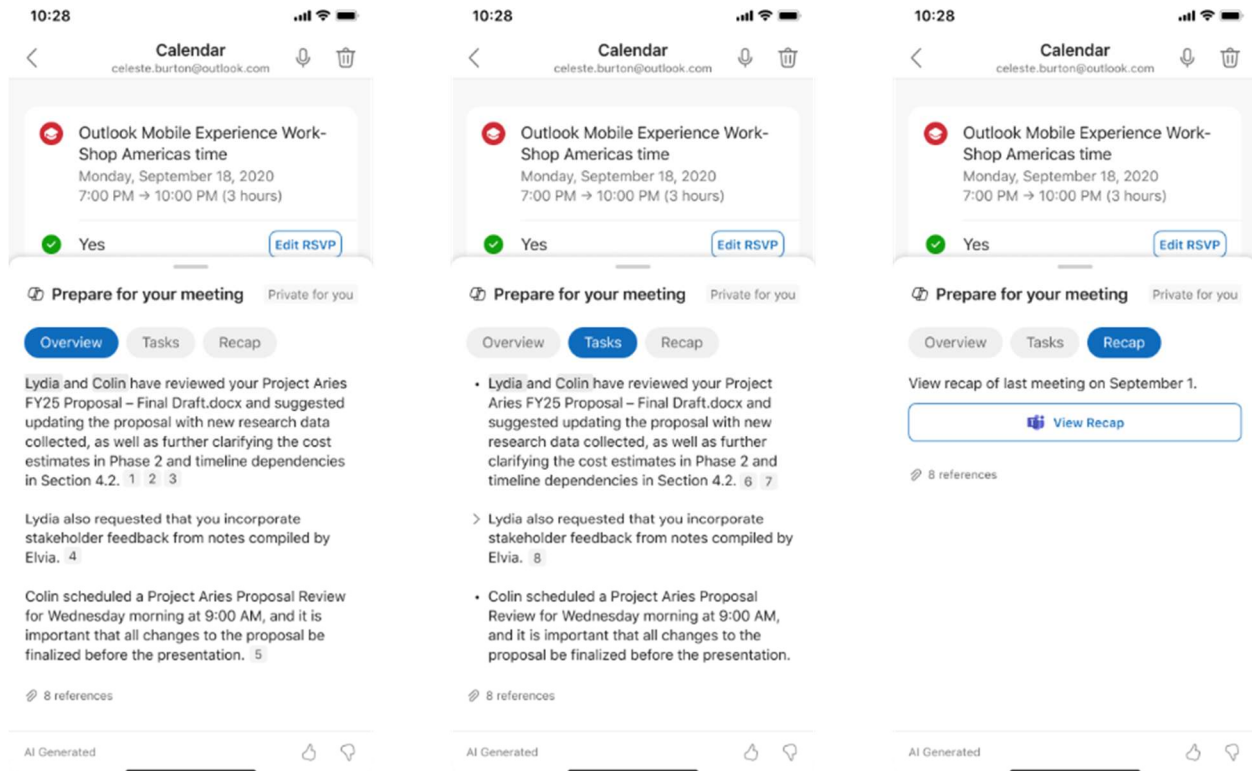 10:28
Calendar
celeste.burton@outlook.com
Outlook Mobile Experience Work-
Shop Americas time
Monday, September 18, 2020
7:00 PM → 10:00 PM (3 hours)
Yes
Edit RSVP
Prepare for your meeting
Private for you
Overview
Tasks
Recap
Lydia and Colin have reviewed your Project Aries
FY25 Proposal – Final Draft.docx and suggested
updating the proposal with new research data
collected, as well as further clarifying the cost
estimates in Phase 2 and timeline dependencies
in Section 4.2. 1 2 3
Lydia also requested that you incorporate
stakeholder feedback from notes compiled by
Elvia. 4
Colin scheduled a Project Aries Proposal Review
for Wednesday morning at 9:00 AM, and it is
important that all changes to the proposal be
finalized before the presentation. 5
8 references
AI Generated
10:28
Calendar
celeste.burton@outlook.com
Outlook Mobile Experience Work-
Shop Americas time
Monday, September 18, 2020
7:00 PM → 10:00 PM (3 hours)
Yes
Edit RSVP
Prepare for your meeting
Private for you
Overview
Tasks
Recap
• Lydia and Colin have reviewed your Project
Aries FY25 Proposal – Final Draft.docx and
suggested updating the proposal with new
research data collected, as well as further
clarifying the cost estimates in Phase 2 and
timeline dependencies in Section 4.2. 6 7
> Lydia also requested that you incorporate
stakeholder feedback from notes compiled by
Elvia. 8
• Colin scheduled a Project Aries Proposal
Review for Wednesday morning at 9:00 AM,
and it is important that all changes to the
proposal be finalized before the presentation.
8 references
AI Generated
10:28
Calendar
celeste.burton@outlook.com
Outlook Mobile Experience Work-
Shop Americas time
Monday, September 18, 2020
7:00 PM → 10:00 PM (3 hours)
Yes
Edit RSVP
Prepare for your meeting
Private for you
Overview
Tasks
Recap
View recap of last meeting on September 1.
View Recap
8 references
AI Generated